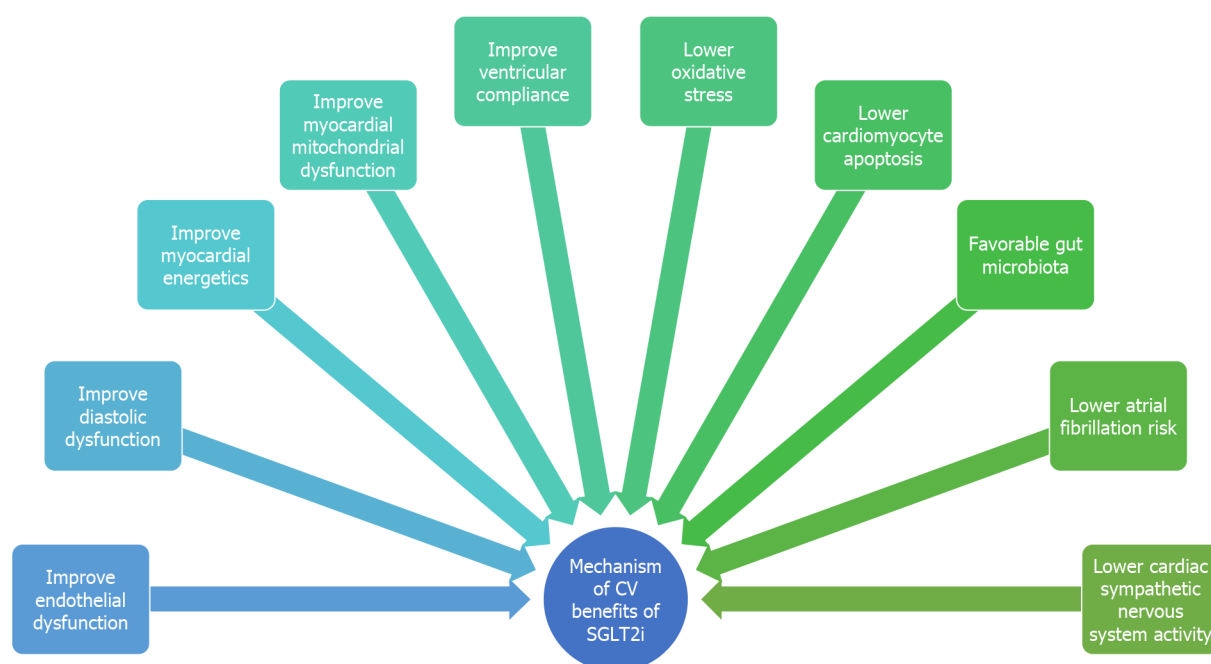 Improve
ventricular
compliance
Lower
oxidative
stress
Improve
myocardial
mitochondrial
dysfunction
Lower
cardiomyocyte
apoptosis
Improve
myocardial
energetics
Favorable gut
microbiota
Improve
diastolic
dysfunction
Lower atrial
fibrillation risk
Improve
endothelial
dysfunction
Mechanism
of CV
benefits of
SGLT2i
Lower cardiac
sympathetic
nervous
system activity